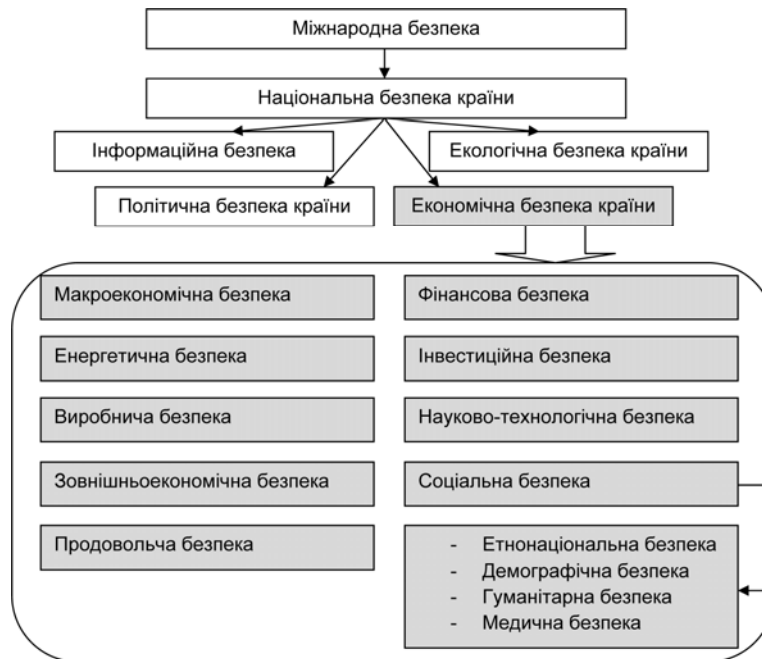 Міжнародна безпека
Національна безпека країни
Інформаційна безпека
Екологічна безпека країни
Політична безпека країни
Економічна безпека країни
Макроекономічна безпека
Фінансова безпека
Енергетична безпека
Інвестиційна безпека
Виробнича безпека
Науково-технологічна безпека
Зовнішньоекономічна безпека
Соціальна безпека
Продовольча безпека
- Етнонаціональна безпека
- Демографічна безпека
- Гуманітарна безпека
- Медична безпека